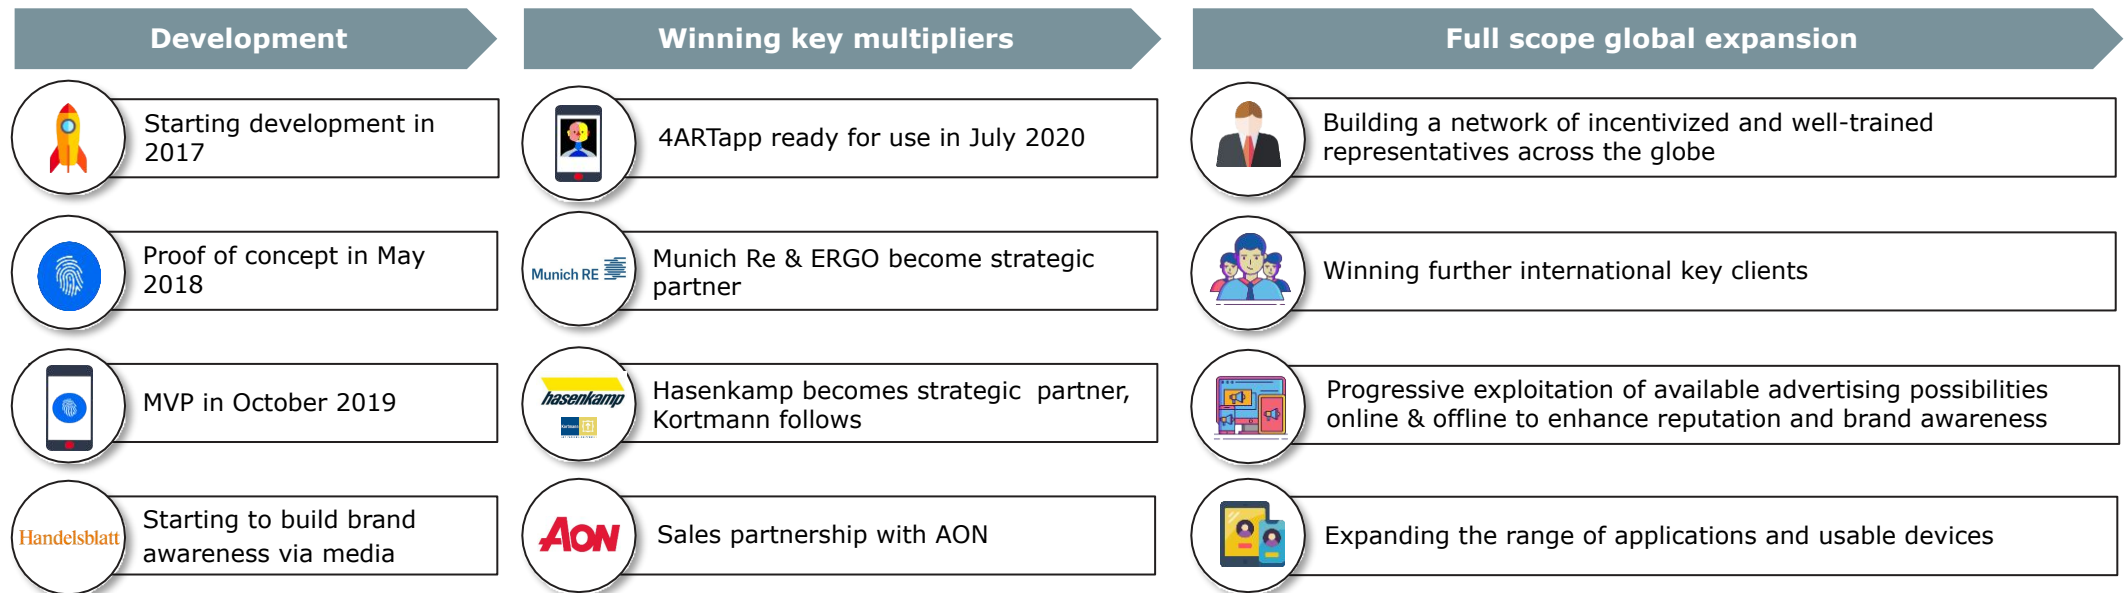 Development
Starting development in
2017
Proof of concept in May
2018
MVP in October 2019
Handelsblatt
Starting to build brand
awareness via media
Winning key multipliers
4ARTapp ready for use in July 2020
Munich RE
Munich Re & ERGO become strategic
partner
hasenkamp
Kortmann
Hasenkamp becomes strategic partner,
Kortmann follows
AON
Sales partnership with AON
Full scope global expansion
Building a network of incentivized and well-trained
representatives across the globe
Winning further international key clients
Progressive exploitation of available advertising possibilities
online & offline to enhance reputation and brand awareness
Expanding the range of applications and usable devices